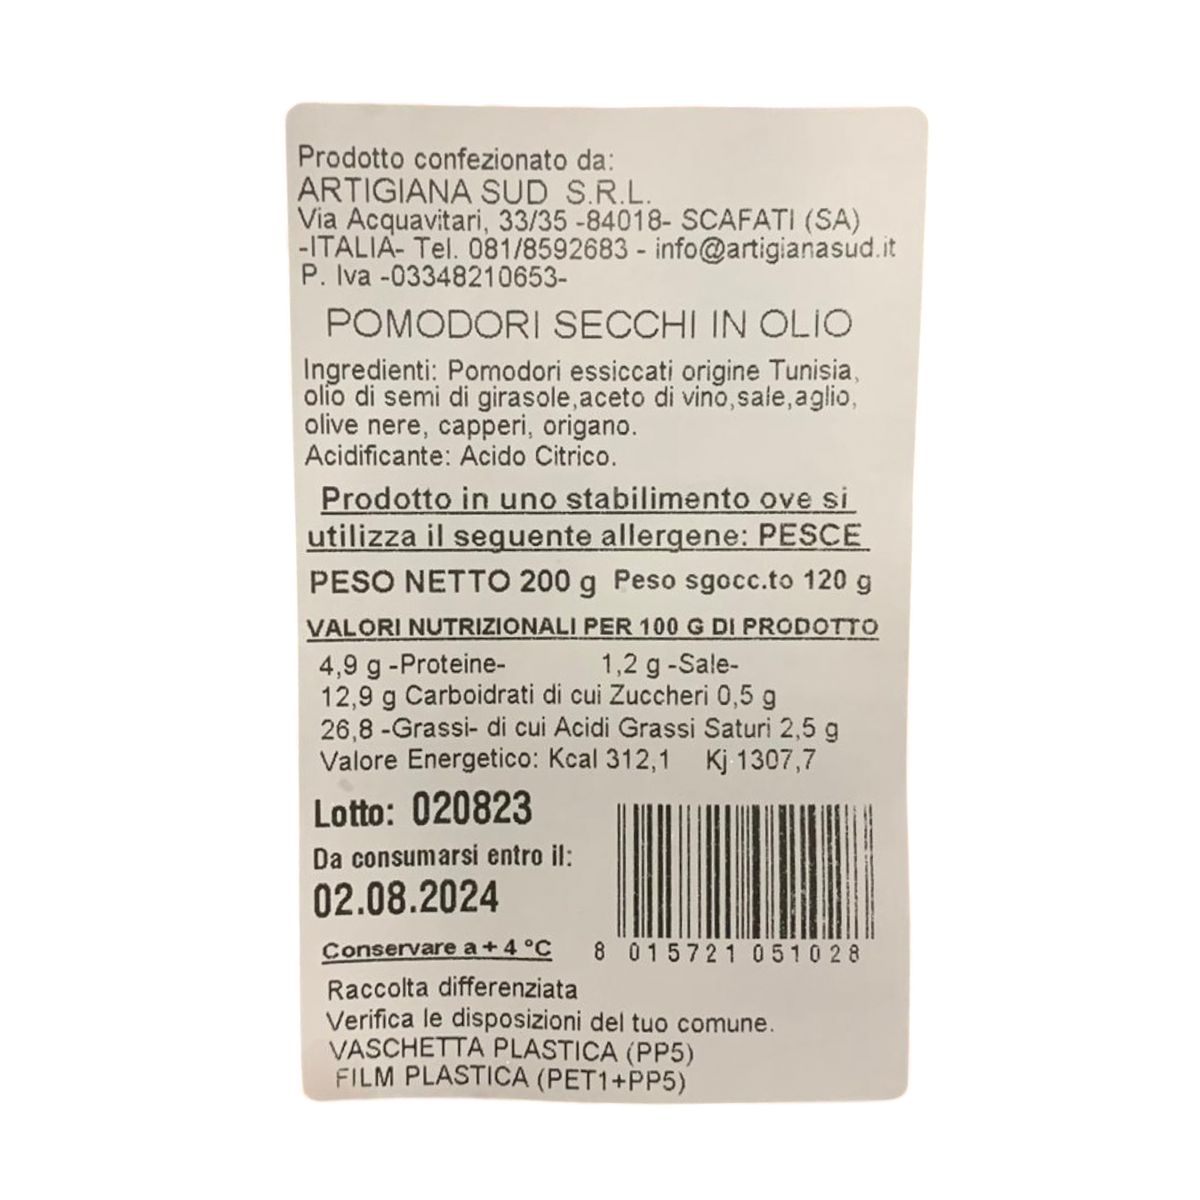 Prodotto confezionato da:
ARTIGIANA SUD S.R.L.
Via Acquavitari, 33/35 -84018- SCAFATI (SA)
-ITALIA- Tel. 081/8592683 - info@artigianasud.it
P. Iva -03348210653-
POMODORI SECCHI IN OLIO
Ingredienti: Pomodori essiccati origine Tunisia,
olio di semi di girasole,aceto di vino,sale,aglio,
olive nere, capperi, origano.
Acidificante: Acido Citrico.
Prodotto in uno stabilimento ove si
utilizza il seguente allergene: PESCE
PESO NETTO 200 g Peso sgocc.to 120 g
VALORI NUTRIZIONALI PER 100 G DI PRODOTTO
4,9 g -Proteine- 1,2 g -Sale-
12,9 g Carboidrati di cui Zuccheri 0,5 g
26,8 -Grassi- di cui Acidi Grassi Saturi 2,5 g
Valore Energetico: Kcal 312,1 Kj 1307,7
Lotto: 020823
Da consumarsi entro il:
02.08.2024
Conservare a + 4 °C
8 015721 051028
Raccolta differenziata
Verifica le disposizioni del tuo comune.
VASCHETTA PLASTICA (PP5)
FILM PLASTICA (PET1+PP5)